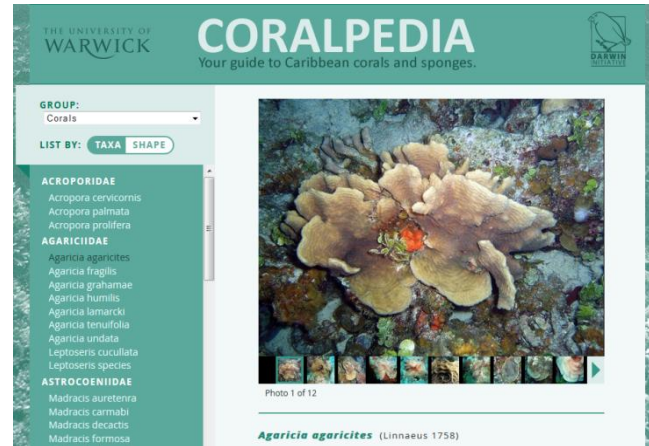 THE UNIVERSITY OF
WARWICK
CORALPEDIA
Your guide to Caribbean corals and sponges.
DARWIN
INITIATIVE
GROUP:
Corals
LIST BY: TAXA SHAPE
ACROPORIDAE
Acropora cervicornis
Acropora palmata
Acropora prolifera
AGARICIIDAE
Agaricia agaricites
Agaricia fragilis
Agaricia grahamae
Agaricia humilis
Agaricia lamarcki
Agaricia tenuifolia
Agaricia undata
Leptoseris cucullata
Leptoseris species
ASTROCOENIIDAE
Madracis auretenra
Madracis carmabi
Madracis decactis
Madracis formosa
Photo 1 of 12
Agaricia agaricites (Linnaeus 1758)